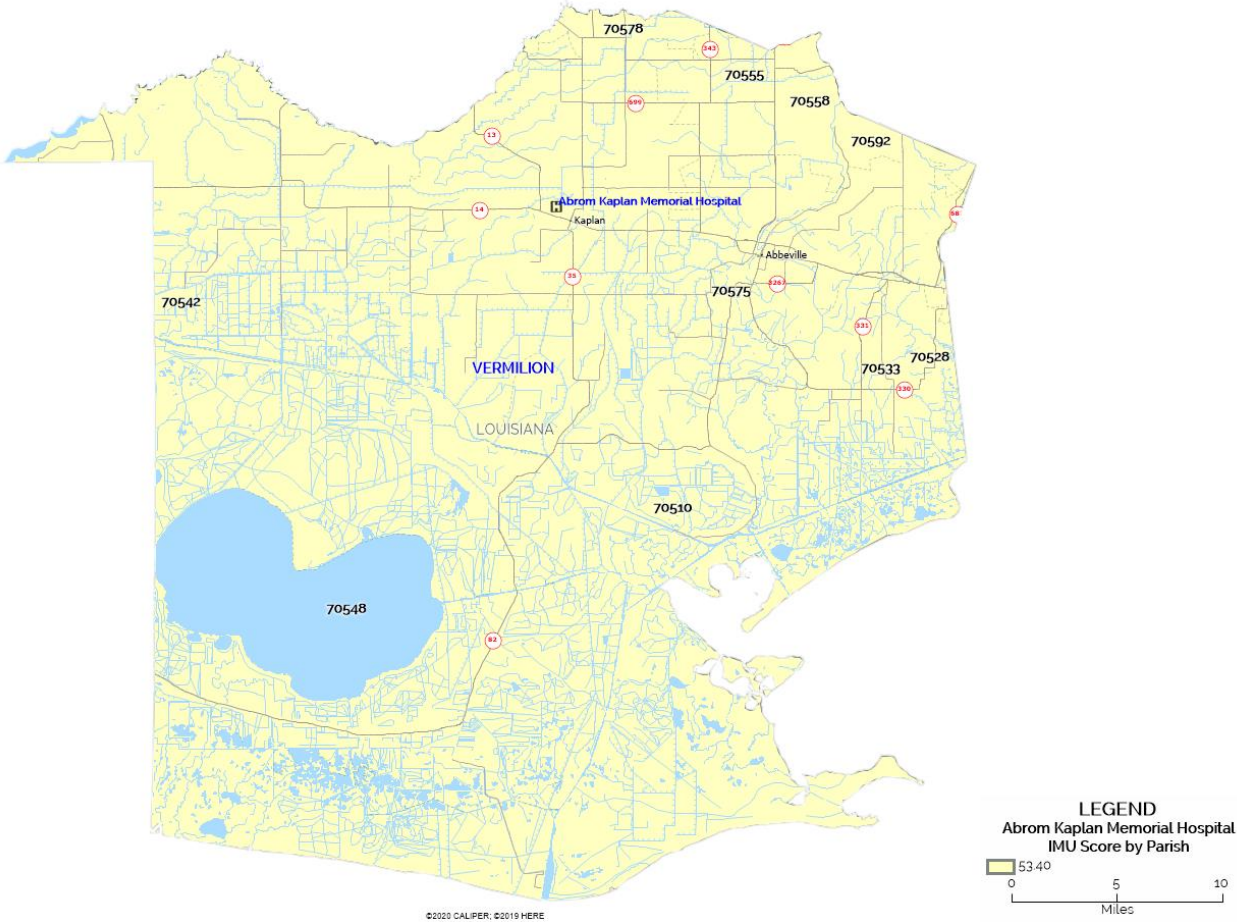 70578
343
70555
70558
699
13
70592
Abrom Kaplan Memorial Hospital
14
Kaplan
Abbeville
35
3267
70575
70542
331
70528
70533
VERMILION
330
LOUISIANA
70510
70548
82
LEGEND
Abrom Kaplan Memorial Hospital
IMU Score by Parish
53.40
0 5 10
Miles
©2020 CALIPER; ©2019 HERE